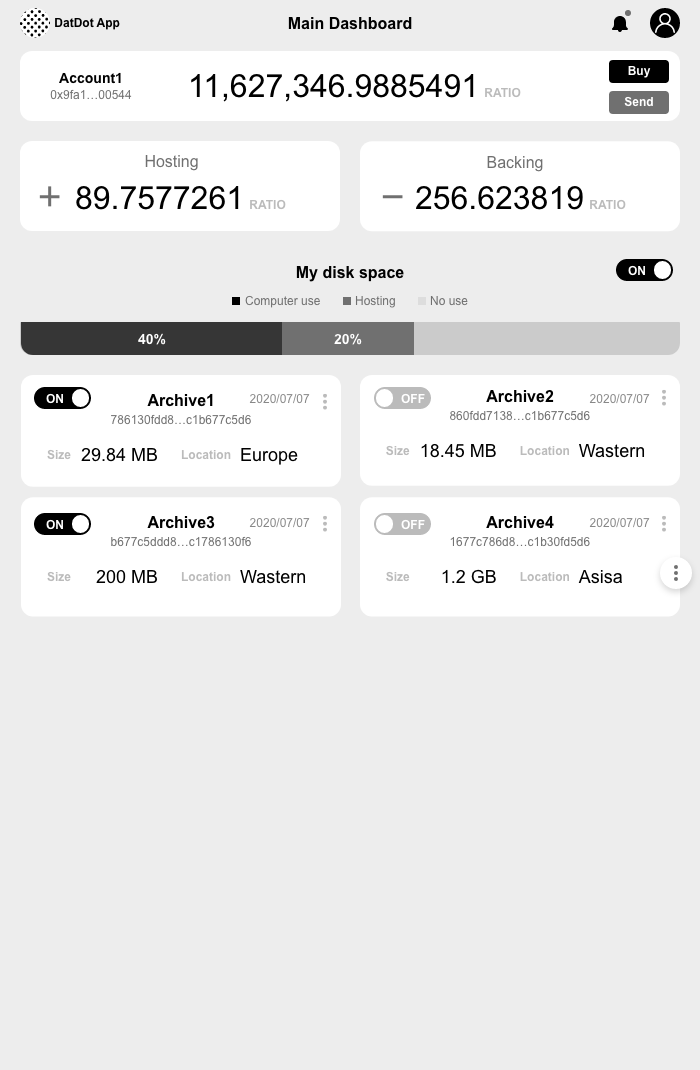 DatDot App
Main Dashboard
Account1
0x9fa1…00544
11,627,346.9885491 RATIO
Buy
Send
Hosting
+ 89.7577261 RATIO
Backing
− 256.623819 RATIO
My disk space
ON
Computer use
Hosting
No use
40%
20%
ON
Archive1
2020/07/07
786130fdd8…c1b677c5d6
Size 29.84 MB Location Europe
OFF
Archive2
2020/07/07
860fdd7138…c1b677c5d6
Size 18.45 MB Location Wastern
ON
Archive3
2020/07/07
b677c5ddd8…c1786130f6
Size 200 MB Location Wastern
OFF
Archive4
2020/07/07
1677c786d8…c1b30fd5d6
Size 1.2 GB Location Asisa